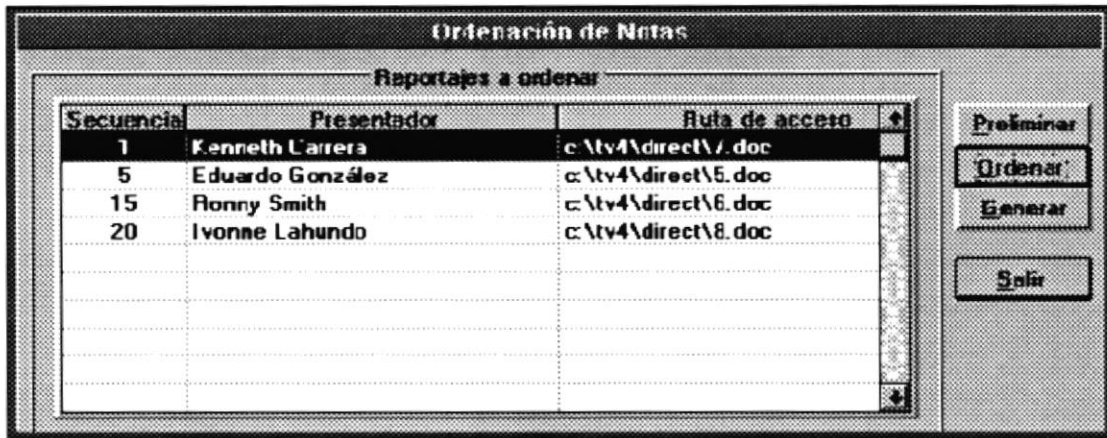 Ordenación de Notas
Reportajes a ordenar
Secuencia Presentador Ruta de acceso
1 Kenneth Carrera c:\tv4\direct\7.doc
5 Eduardo González c:\tv4\direct\5.doc
15 Ronny Smith c:\tv4\direct\6.doc
20 Ivonne Lahundo c:\tv4\direct\8.doc
Preliminar
Ordenar
Generar
Salir